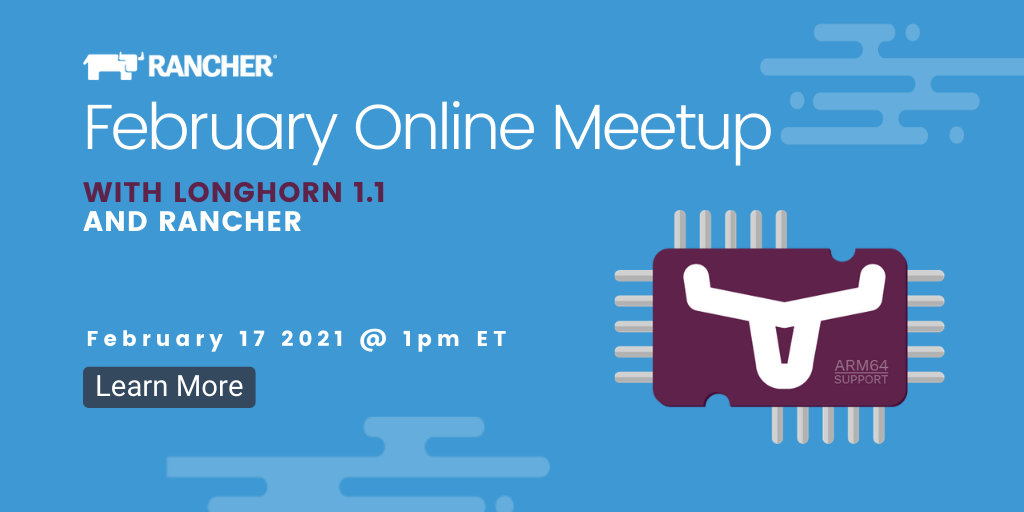 RANCHER
February Online Meetup
WITH LONGHORN 1.1
AND RANCHER
February 17 2021 @ 1pm ET
Learn More
ARM64
SUPPORT